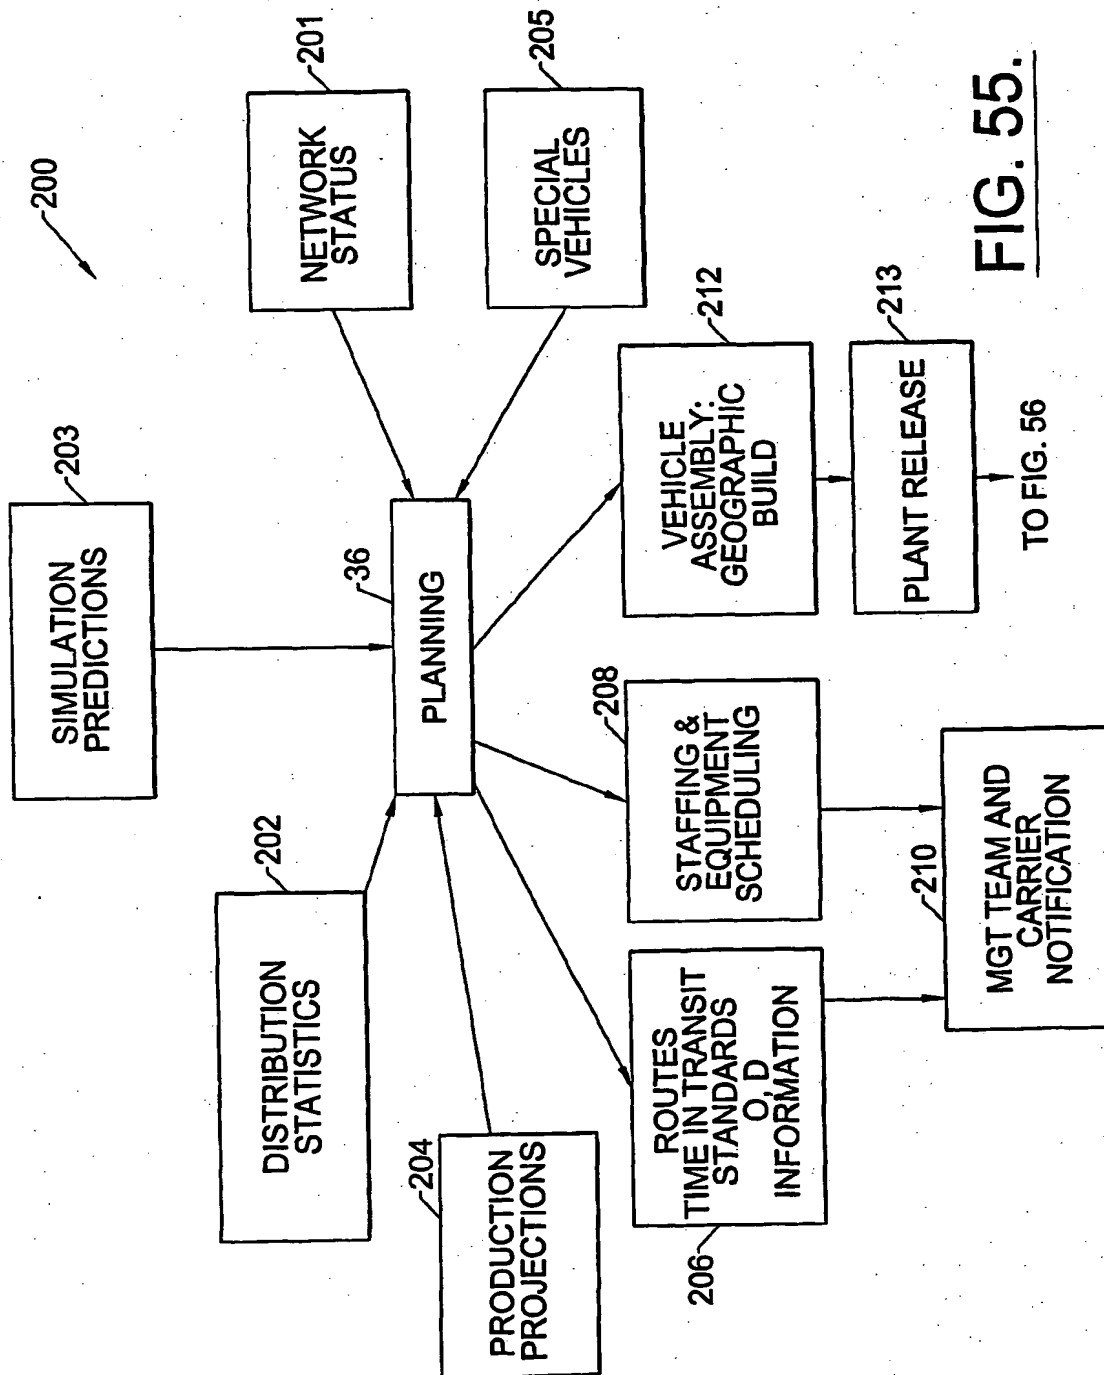 200
203
SIMULATION
PREDICTIONS
202
DISTRIBUTION
STATISTICS
201
NETWORK
STATUS
204
PRODUCTION
PROJECTIONS
36
PLANNING
205
SPECIAL
VEHICLES
206
ROUTES
TIME IN TRANSIT
STANDARDS
O, D
INFORMATION
208
STAFFING &
EQUIPMENT
SCHEDULING
212
VEHICLE
ASSEMBLY:
GEOGRAPHIC
BUILD
210
MGT TEAM AND
CARRIER
NOTIFICATION
213
PLANT RELEASE
TO FIG. 56
FIG. 55.